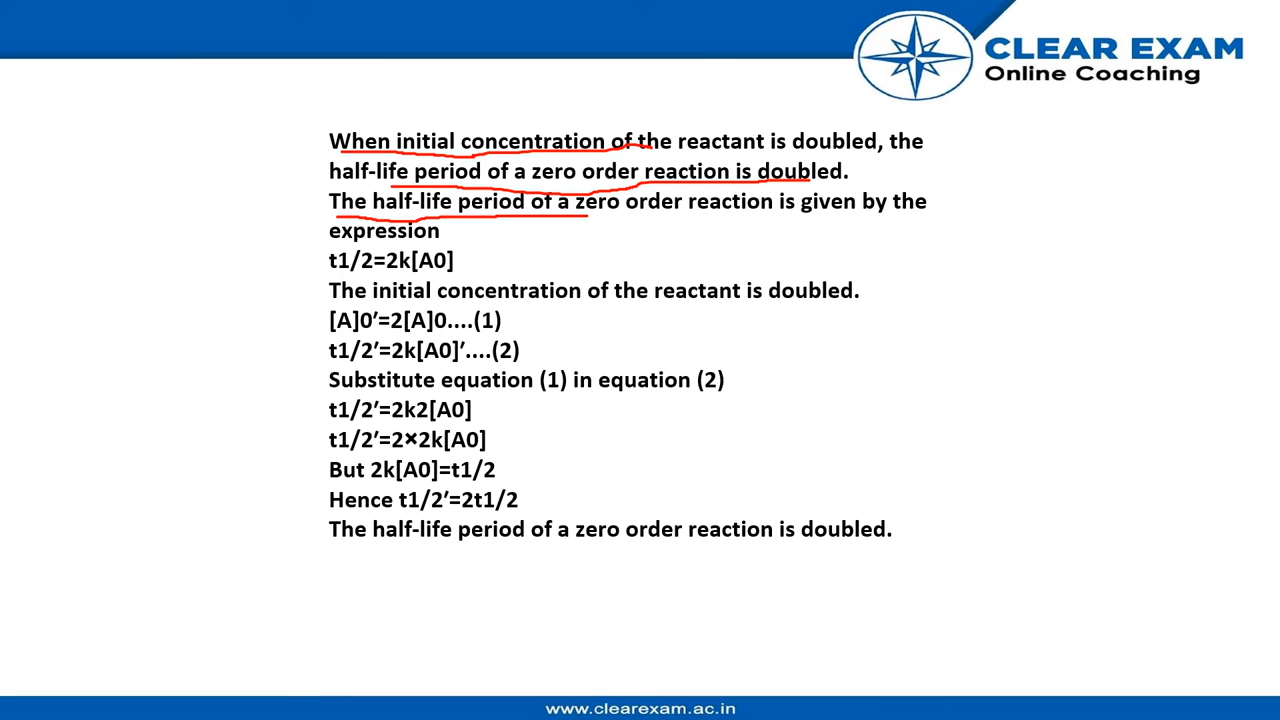 CLEAR EXAM
Online Coaching
When initial concentration of the reactant is doubled, the
half-life period of a zero order reaction is doubled.
The half-life period of a zero order reaction is given by the
expression
t1/2=2k[A0]
The initial concentration of the reactant is doubled.
[A]0′=2[A]0....(1)
t1/2′=2k[A0]′....(2)
Substitute equation (1) in equation (2)
t1/2′=2k2[A0]
t1/2′=2×2k[A0]
But 2k[A0]=t1/2
Hence t1/2′=2t1/2
The half-life period of a zero order reaction is doubled.
www.clearexam.ac.in